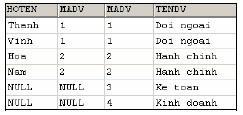 HOTEN MADV MADV TENDV
Thanh 1 1 Doi ngoai
Vinh 1 1 Doi ngoai
Hoa 2 2 Hanh chinh
Nam 2 2 Hanh chinh
NULL NULL 3 Ke toan
NULL NULL 4 Kinh doanh